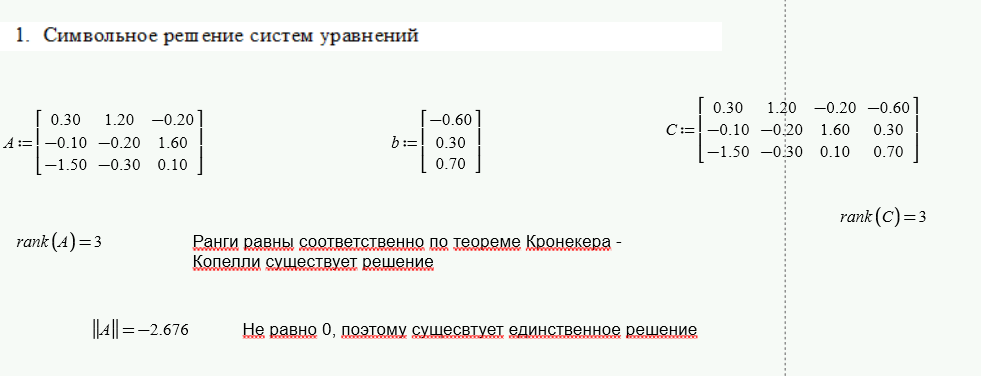 1. Символьное решение систем уравнений
A:= [ 0.30 1.20 −0.20 ] b:= [ −0.60 ] C:= [ 0.30 1.20 −0.20 −0.60 ]
[ −0.10 −0.20 1.60 ] [ 0.30 ] [ −0.10 −0.20 1.60 0.30 ]
[ −1.50 −0.30 0.10 ] [ 0.70 ] [ −1.50 −0.30 0.10 0.70 ]
rank(C)=3
rank(A)=3 Ранги равны соответственно по теореме Кронекера -
Копелли существует решение
‖A‖=−2.676 Не равно 0, поэтому сущесвтует единственное решение